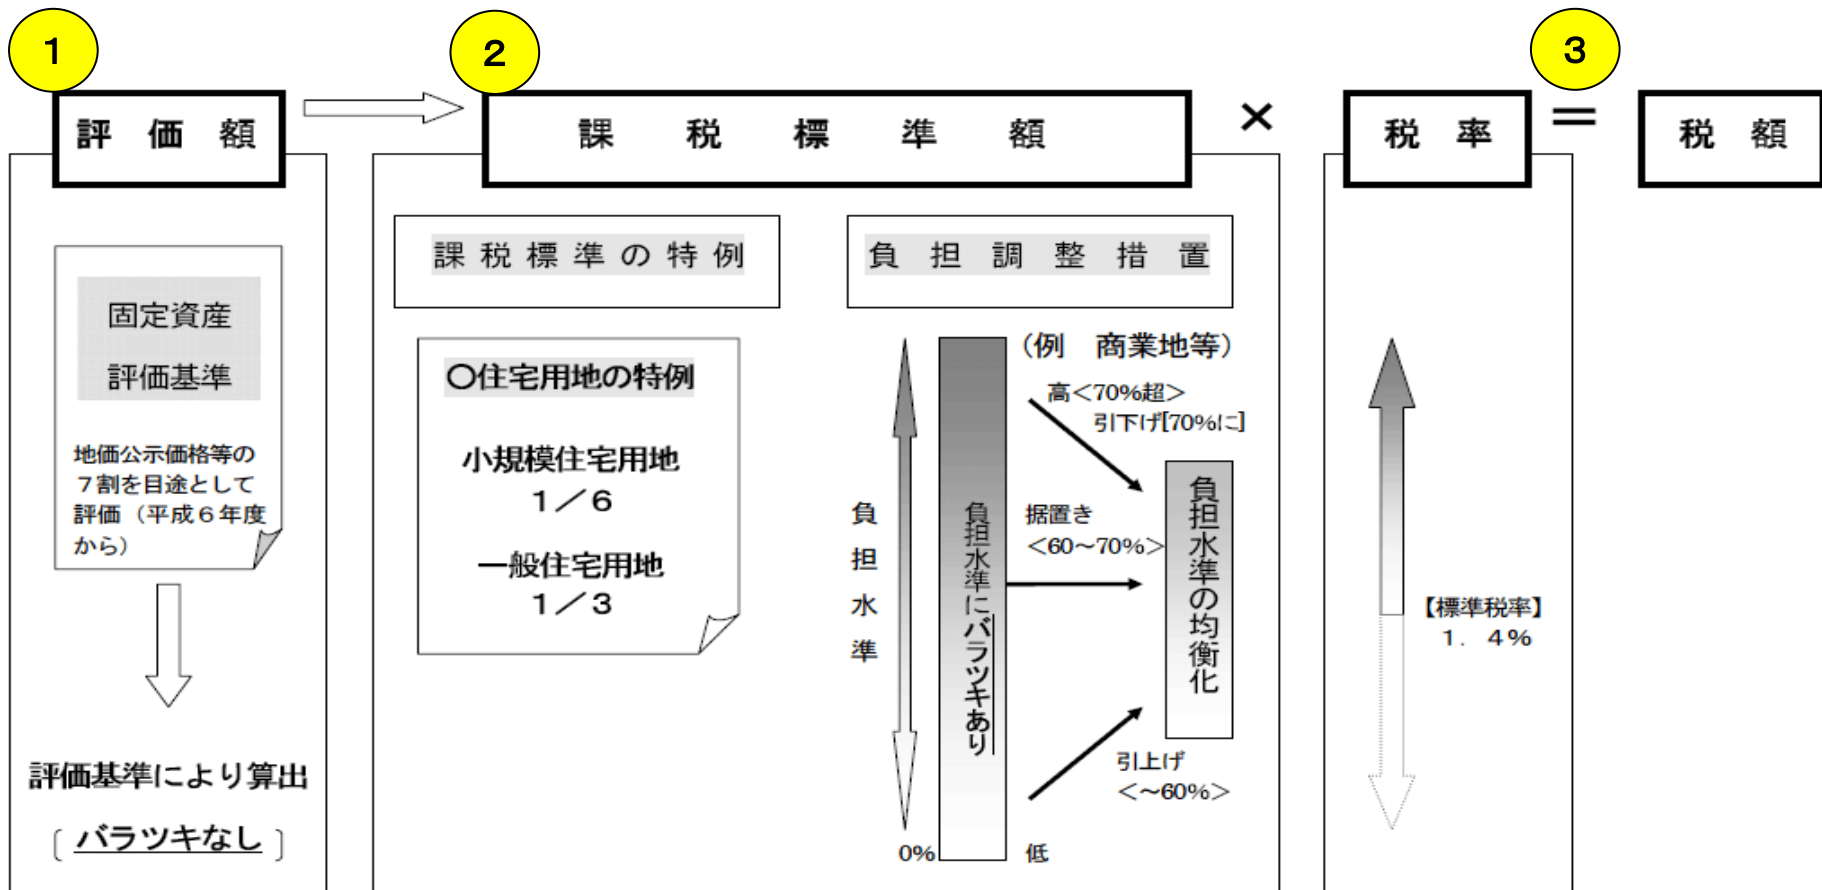 1
2
3
評 価 額
課 税 標 準 額
×
税 率
＝
税 額
固定資産
評価基準
地価公示価格等の
７割を目途として
評価（平成６年度
から）
評価基準により算出
〔 バラツキなし 〕
課 税 標 準 の 特 例
〇住宅用地の特例
小規模住宅用地
１／６
一般住宅用地
１／３
負 担 調 整 措 置
（例　商業地等）
負担水準
0%
負担水準にバラツキあり
高＜70%超＞
引下げ[70%に]
据置き
＜60～70%＞
引上げ
＜～60%＞
低
負担水準の均衡化
【標準税率】
１．４％